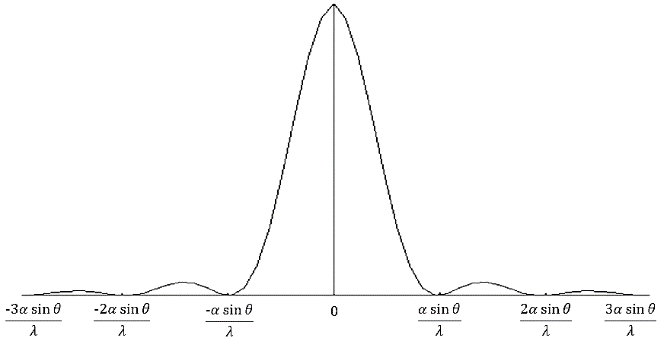 -3α sin θ / λ  -2α sin θ / λ  -α sin θ / λ  0  α sin θ / λ  2α sin θ / λ  3α sin θ / λ